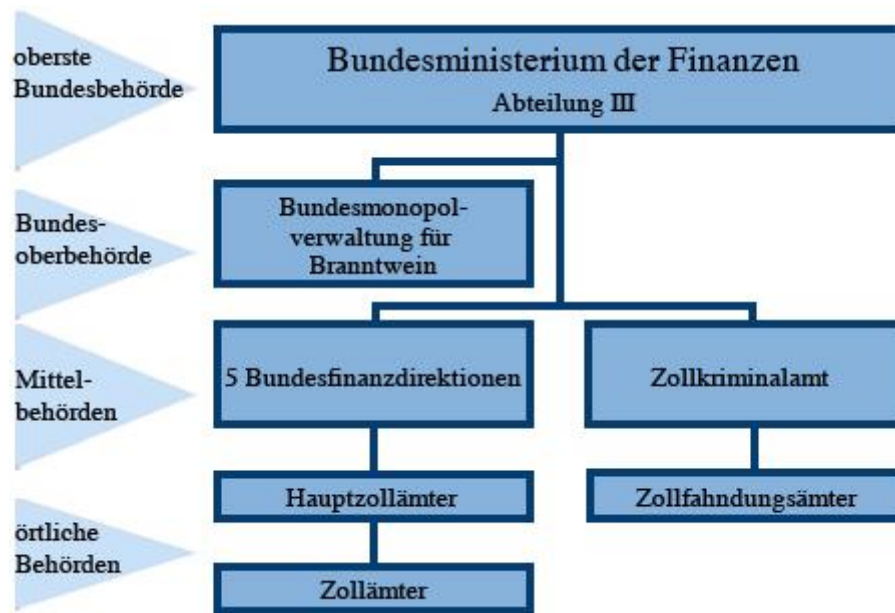 oberste
Bundesbehörde
Bundesministerium der Finanzen
Abteilung III
Bundes-
oberbehörde
Bundesmonopol-
verwaltung für
Branntwein
Mittel-
behörden
5 Bundesfinanzdirektionen
Zollkriminalamt
örtliche
Behörden
Hauptzollämter
Zollfahndungsämter
Zollämter